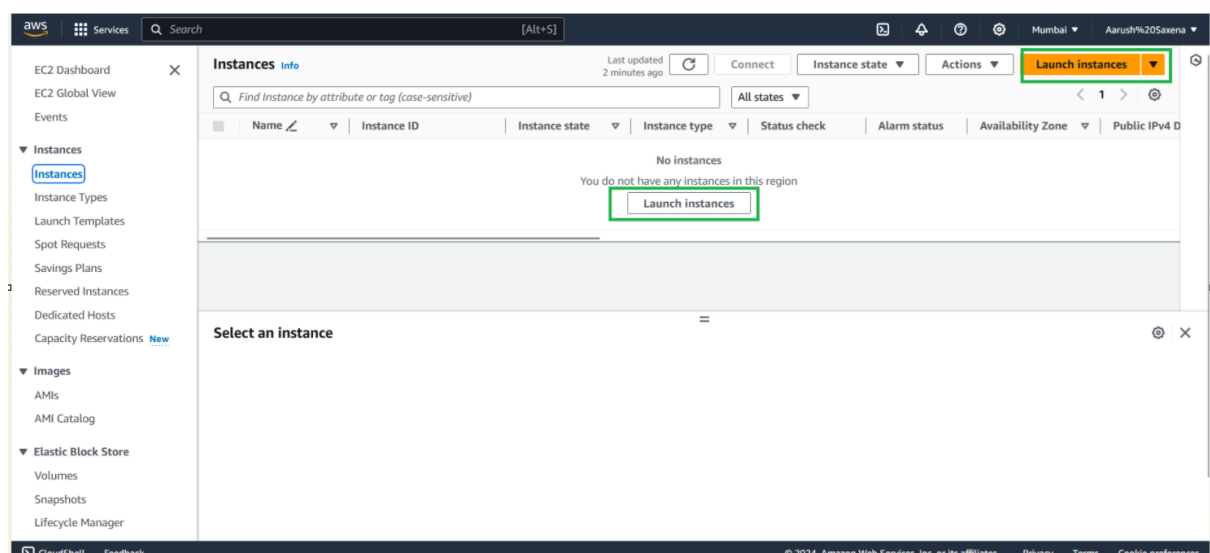 aws Services Search [Alt+S] Mumbai Aarush%20Saxena
EC2 Dashboard
EC2 Global View
Events
Instances
Instances
Instance Types
Launch Templates
Spot Requests
Savings Plans
Reserved Instances
Dedicated Hosts
Capacity Reservations New
Images
AMIs
AMI Catalog
Elastic Block Store
Volumes
Snapshots
Lifecycle Manager
Instances Info Last updated 2 minutes ago Connect Instance state Actions Launch instances
Find Instance by attribute or tag (case-sensitive) All states 1
Name Instance ID Instance state Instance type Status check Alarm status Availability Zone Public IPv4 D
No instances
You do not have any instances in this region
Launch instances
Select an instance
CloudShell Feedback © 2024, Amazon Web Services, Inc. or its affiliates. Privacy Terms Cookie preferences